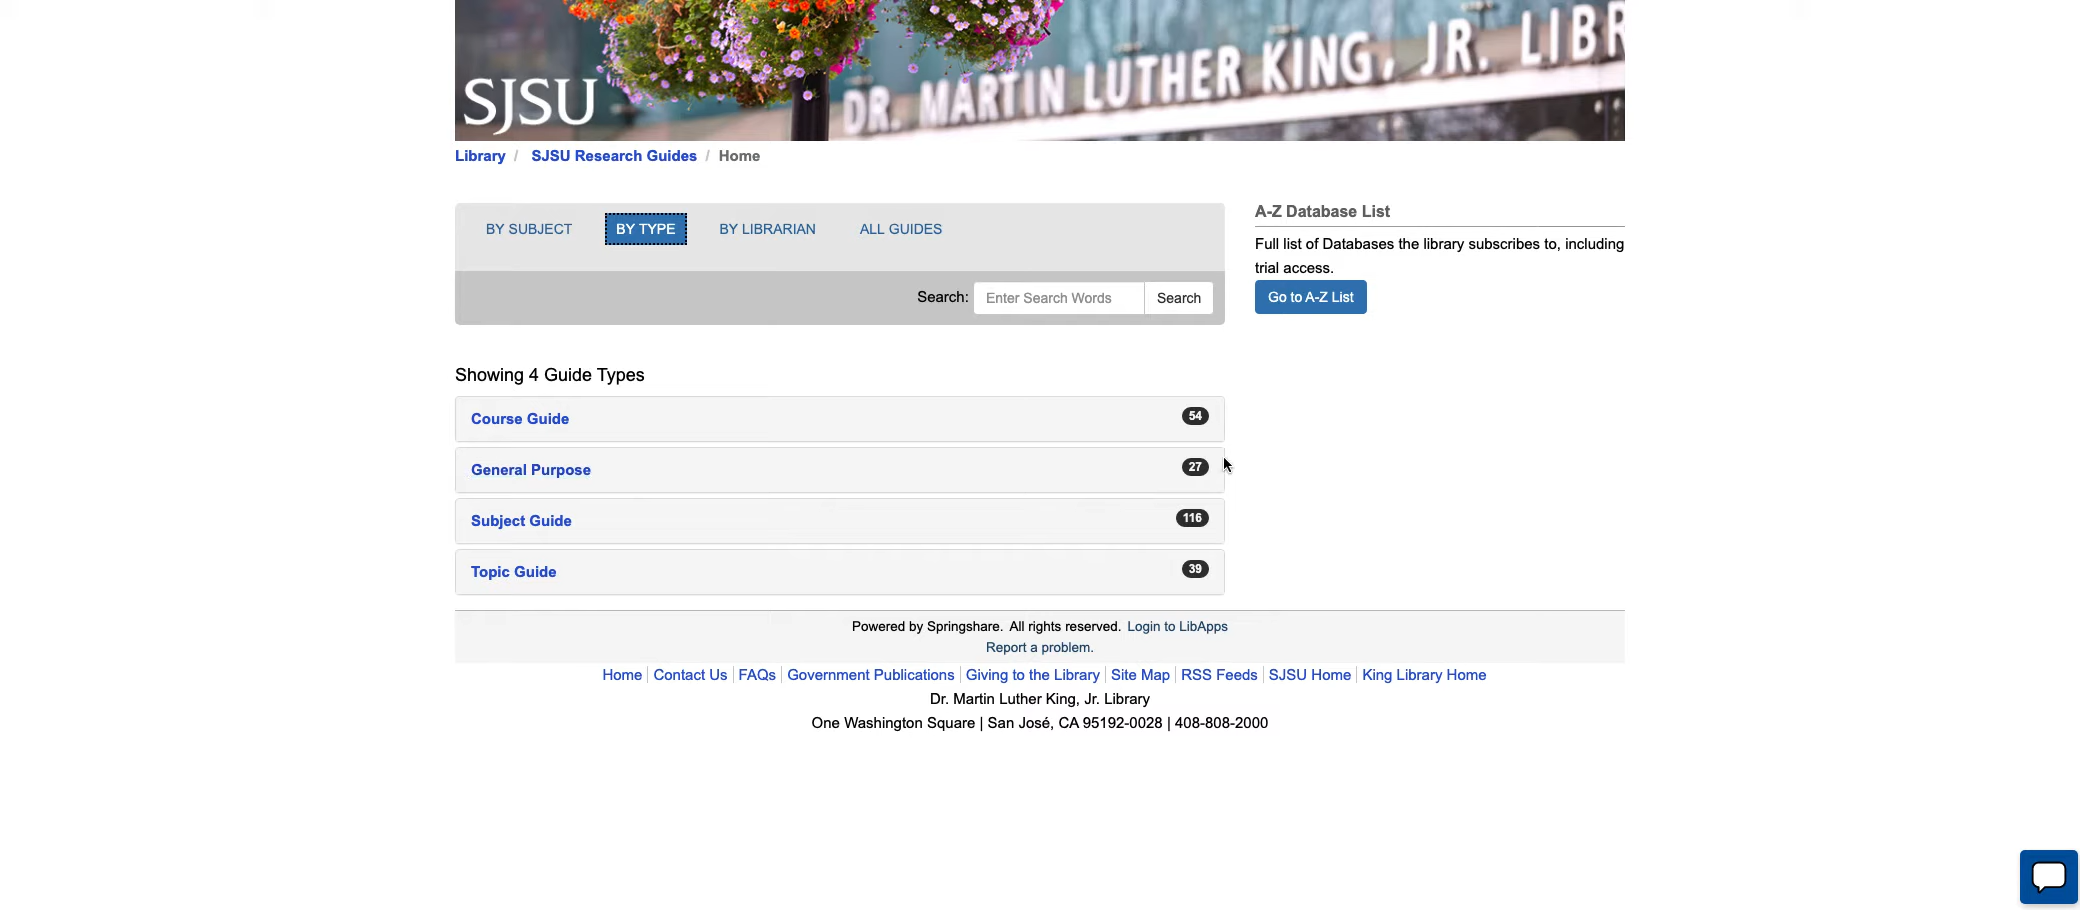 SJSU
DR. MARTIN LUTHER KING, JR. LIBR
Library / SJSU Research Guides / Home
BY SUBJECT BY TYPE BY LIBRARIAN ALL GUIDES
Search: Enter Search Words Search
A-Z Database List
Full list of Databases the library subscribes to, including
trial access.
Go to A-Z List
Showing 4 Guide Types
Course Guide 54
General Purpose 27
Subject Guide 116
Topic Guide 39
Powered by Springshare. All rights reserved. Login to LibApps
Report a problem.
Home Contact Us FAQs Government Publications Giving to the Library Site Map RSS Feeds SJSU Home King Library Home
Dr. Martin Luther King, Jr. Library
One Washington Square | San José, CA 95192-0028 | 408-808-2000